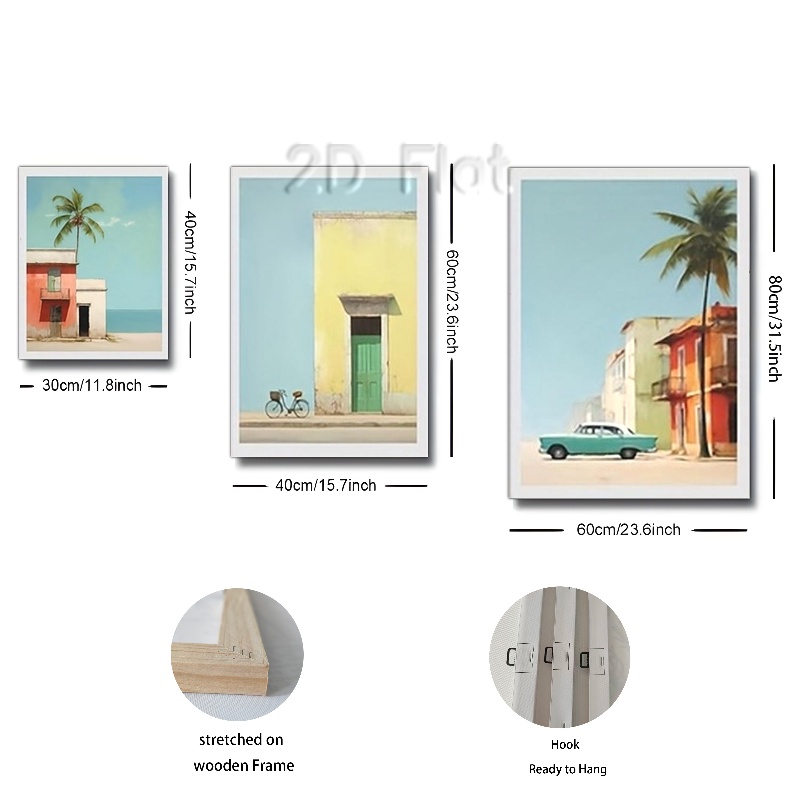 2D Flat
40cm/15.7inch
60cm/23.6inch
80cm/31.5inch
30cm/11.8inch
40cm/15.7inch
60cm/23.6inch
stretched on
wooden Frame
Hook
Ready to Hang